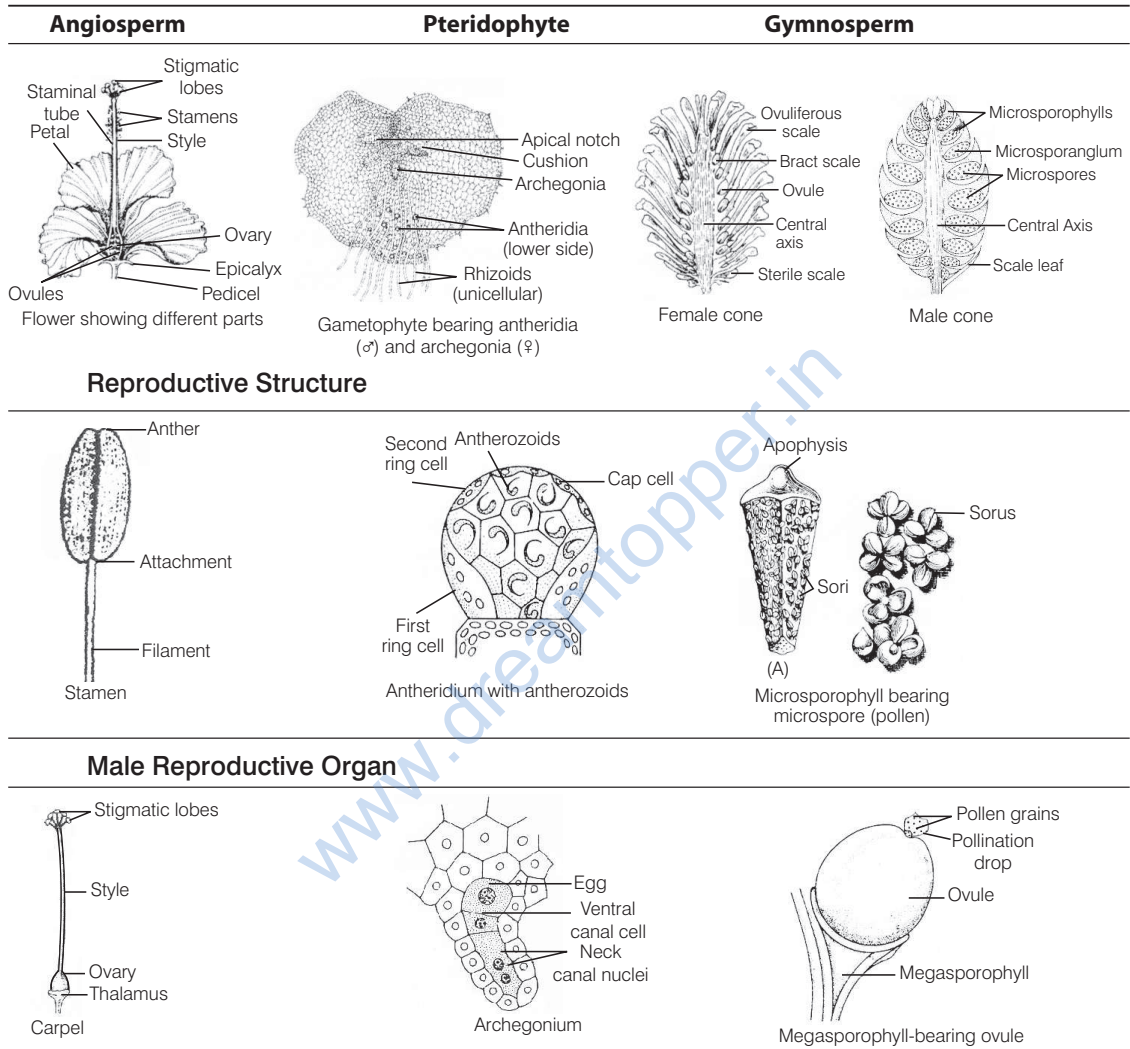 Angiosperm
Pteridophyte
Gymnosperm
Stigmatic
lobes
Staminal
tube
Petal
Stamens
Style
Ovary
Epicalyx
Ovules
Pedicel
Flower showing different parts
Apical notch
Cushion
Archegonia
Antheridia
(lower side)
Rhizoids
(unicellular)
Gametophyte bearing antheridia
(♂) and archegonia (♀)
Ovuliferous
scale
Bract scale
Ovule
Central
axis
Sterile scale
Female cone
Microsporophylls
Microsporanglum
Microspores
Central Axis
Scale leaf
Male cone
Reproductive Structure
Anther
Attachment
Filament
Stamen
Second
ring cell
Antherozoids
Cap cell
First
ring cell
Antheridium with antherozoids
Apophysis
Sorus
Sori
(A)
Microsporophyll bearing
microspore (pollen)
Male Reproductive Organ
Stigmatic lobes
Style
Ovary
Thalamus
Carpel
Egg
Ventral
canal cell
Neck
canal nuclei
Archegonium
Pollen grains
Pollination
drop
Ovule
Megasporophyll
Megasporophyll-bearing ovule
www.dreamtopper.in